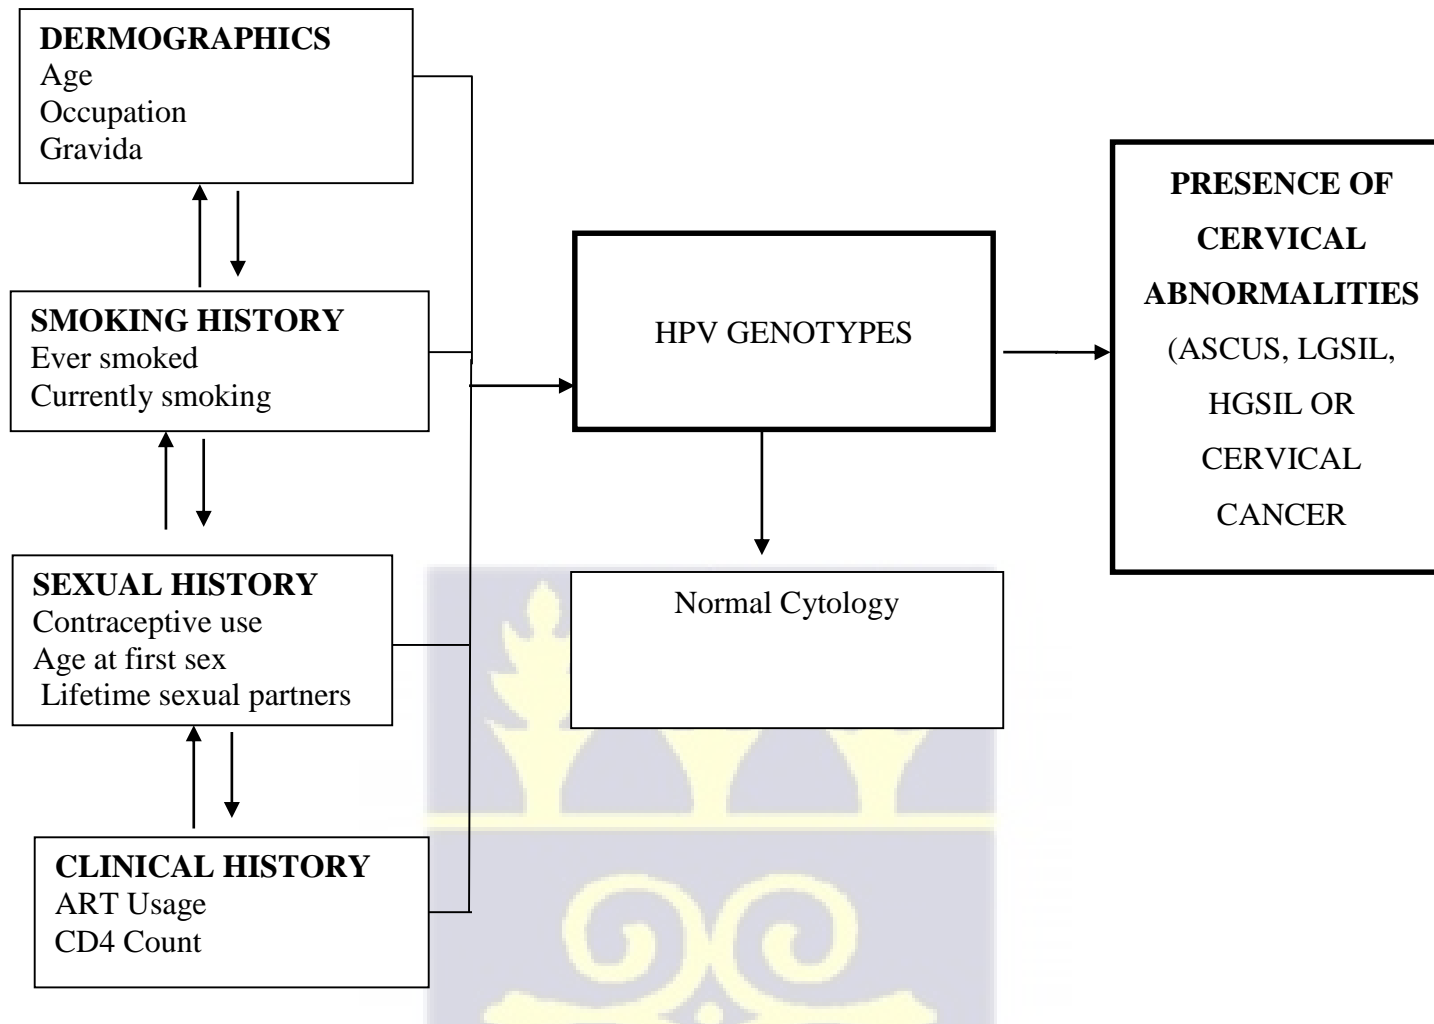 DERMOGRAPHICS
Age
Occupation
Gravida
SMOKING HISTORY
Ever smoked
Currently smoking
SEXUAL HISTORY
Contraceptive use
Age at first sex
Lifetime sexual partners
CLINICAL HISTORY
ART Usage
CD4 Count
HPV GENOTYPES
Normal Cytology
PRESENCE OF
CERVICAL
ABNORMALITIES
(ASCUS, LGSIL,
HGSIL OR
CERVICAL
CANCER